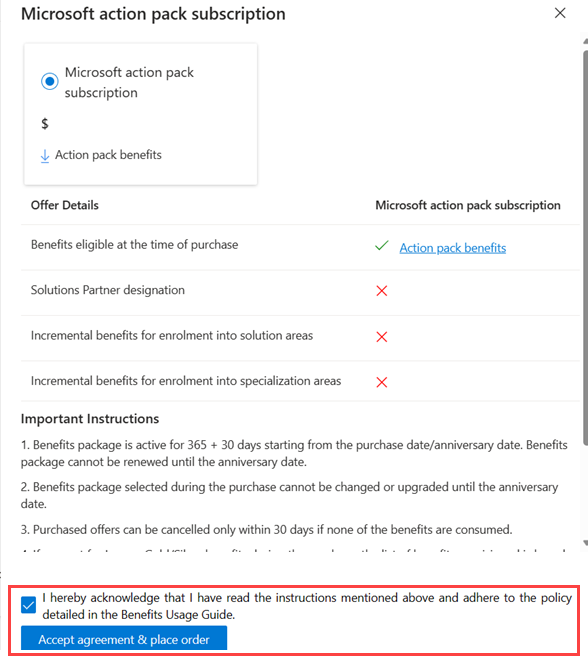 Microsoft action pack subscription
Microsoft action pack
subscription
$
Action pack benefits
Offer Details Microsoft action pack subscription
Benefits eligible at the time of purchase Action pack benefits
Solutions Partner designation
Incremental benefits for enrolment into solution areas
Incremental benefits for enrolment into specialization areas
Important Instructions
1. Benefits package is active for 365 + 30 days starting from the purchase date/anniversary date. Benefits
package cannot be renewed until the anniversary date.
2. Benefits package selected during the purchase cannot be changed or upgraded until the anniversary
date.
3. Purchased offers can be cancelled only within 30 days if none of the benefits are consumed.
I hereby acknowledge that I have read the instructions mentioned above and adhere to the policy
detailed in the Benefits Usage Guide.
Accept agreement & place order